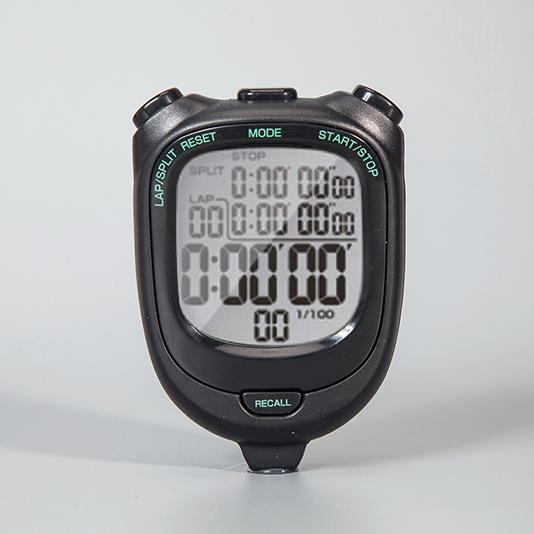 LAP/SPLIT RESET
MODE
START/STOP
STOP
SPLIT 0:00'00"00
LAP
00 0:00'00"00
0:00'00"
00 1/100
RECALL